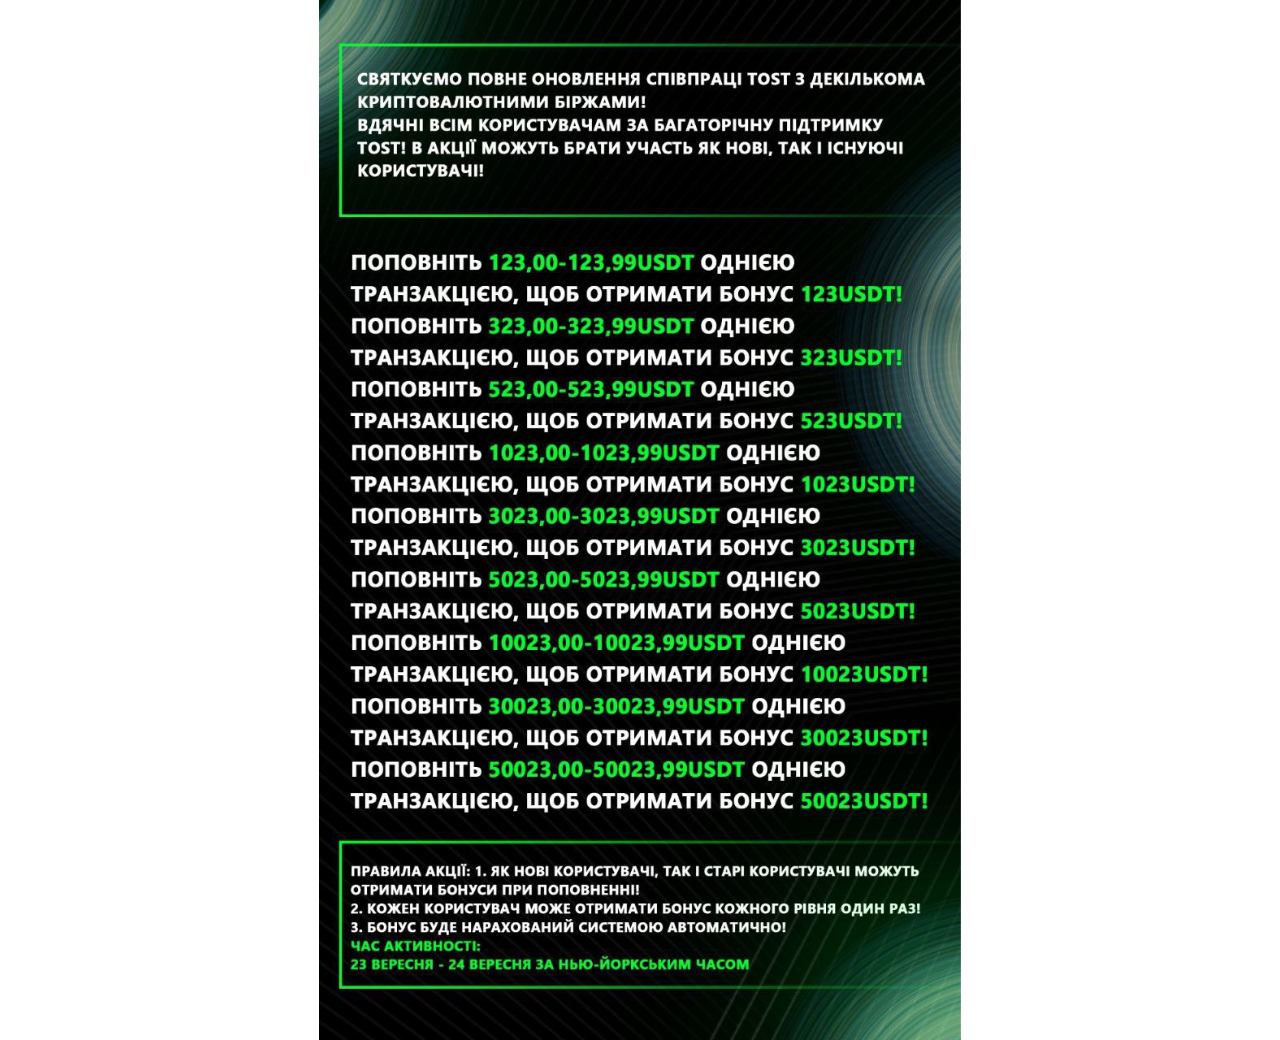 СВЯТКУЄМО ПОВНЕ ОНОВЛЕННЯ СПІВПРАЦІ TOST З ДЕКІЛЬКОМА
КРИПТОВАЛЮТНИМИ БІРЖАМИ!
ВДЯЧНІ ВСІМ КОРИСТУВАЧАМ ЗА БАГАТОРІЧНУ ПІДТРИМКУ
TOST! В АКЦІЇ МОЖУТЬ БРАТИ УЧАСТЬ ЯК НОВІ, ТАК І ІСНУЮЧІ
КОРИСТУВАЧІ!
ПОПОВНІТЬ 123,00-123,99USDT ОДНІЄЮ
ТРАНЗАКЦІЄЮ, ЩОБ ОТРИМАТИ БОНУС 123USDT!
ПОПОВНІТЬ 323,00-323,99USDT ОДНІЄЮ
ТРАНЗАКЦІЄЮ, ЩОБ ОТРИМАТИ БОНУС 323USDT!
ПОПОВНІТЬ 523,00-523,99USDT ОДНІЄЮ
ТРАНЗАКЦІЄЮ, ЩОБ ОТРИМАТИ БОНУС 523USDT!
ПОПОВНІТЬ 1023,00-1023,99USDT ОДНІЄЮ
ТРАНЗАКЦІЄЮ, ЩОБ ОТРИМАТИ БОНУС 1023USDT!
ПОПОВНІТЬ 3023,00-3023,99USDT ОДНІЄЮ
ТРАНЗАКЦІЄЮ, ЩОБ ОТРИМАТИ БОНУС 3023USDT!
ПОПОВНІТЬ 5023,00-5023,99USDT ОДНІЄЮ
ТРАНЗАКЦІЄЮ, ЩОБ ОТРИМАТИ БОНУС 5023USDT!
ПОПОВНІТЬ 10023,00-10023,99USDT ОДНІЄЮ
ТРАНЗАКЦІЄЮ, ЩОБ ОТРИМАТИ БОНУС 10023USDT!
ПОПОВНІТЬ 30023,00-30023,99USDT ОДНІЄЮ
ТРАНЗАКЦІЄЮ, ЩОБ ОТРИМАТИ БОНУС 30023USDT!
ПОПОВНІТЬ 50023,00-50023,99USDT ОДНІЄЮ
ТРАНЗАКЦІЄЮ, ЩОБ ОТРИМАТИ БОНУС 50023USDT!
ПРАВИЛА АКЦІЇ: 1. ЯК НОВІ КОРИСТУВАЧІ, ТАК І СТАРІ КОРИСТУВАЧІ МОЖУТЬ
ОТРИМАТИ БОНУСИ ПРИ ПОПОВНЕННІ!
2. КОЖЕН КОРИСТУВАЧ МОЖЕ ОТРИМАТИ БОНУС КОЖНОГО РІВНЯ ОДИН РАЗ!
3. БОНУС БУДЕ НАРАХОВАНИЙ СИСТЕМОЮ АВТОМАТИЧНО!
ЧАС АКТИВНОСТІ:
23 ВЕРЕСНЯ - 24 ВЕРЕСНЯ ЗА НЬЮ-ЙОРКСЬКИМ ЧАСОМ